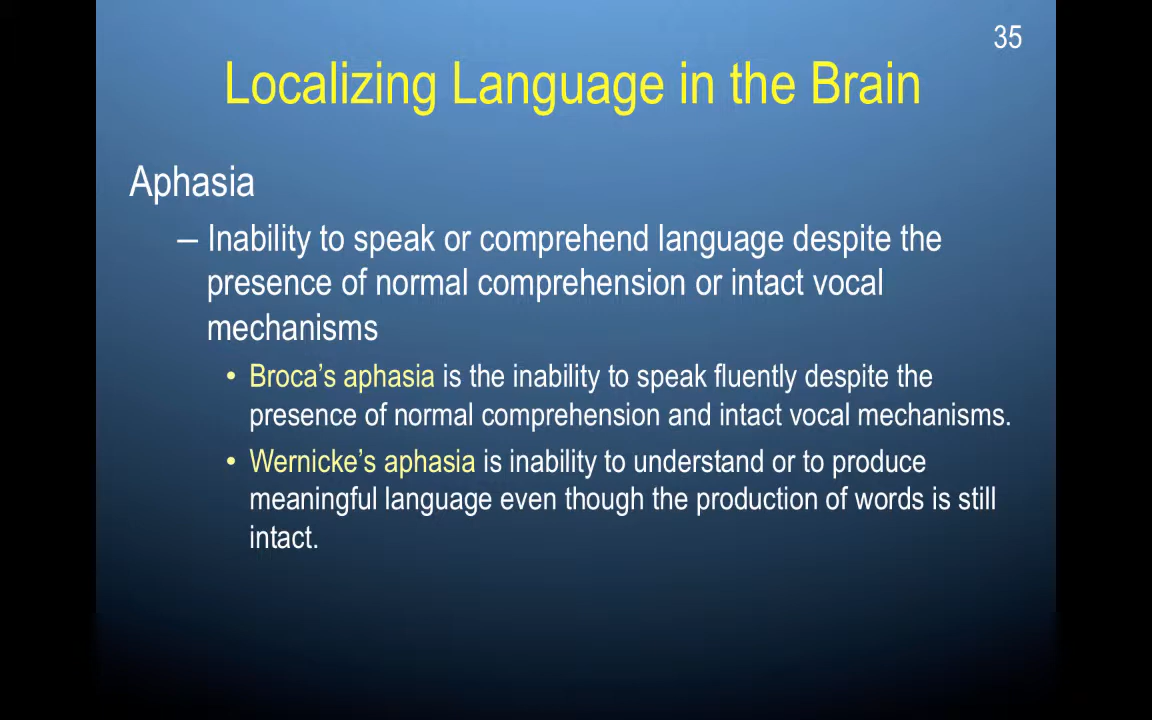 35
Localizing Language in the Brain
Aphasia
– Inability to speak or comprehend language despite the
presence of normal comprehension or intact vocal
mechanisms
• Broca’s aphasia is the inability to speak fluently despite the
presence of normal comprehension and intact vocal mechanisms.
• Wernicke’s aphasia is inability to understand or to produce
meaningful language even though the production of words is still
intact.